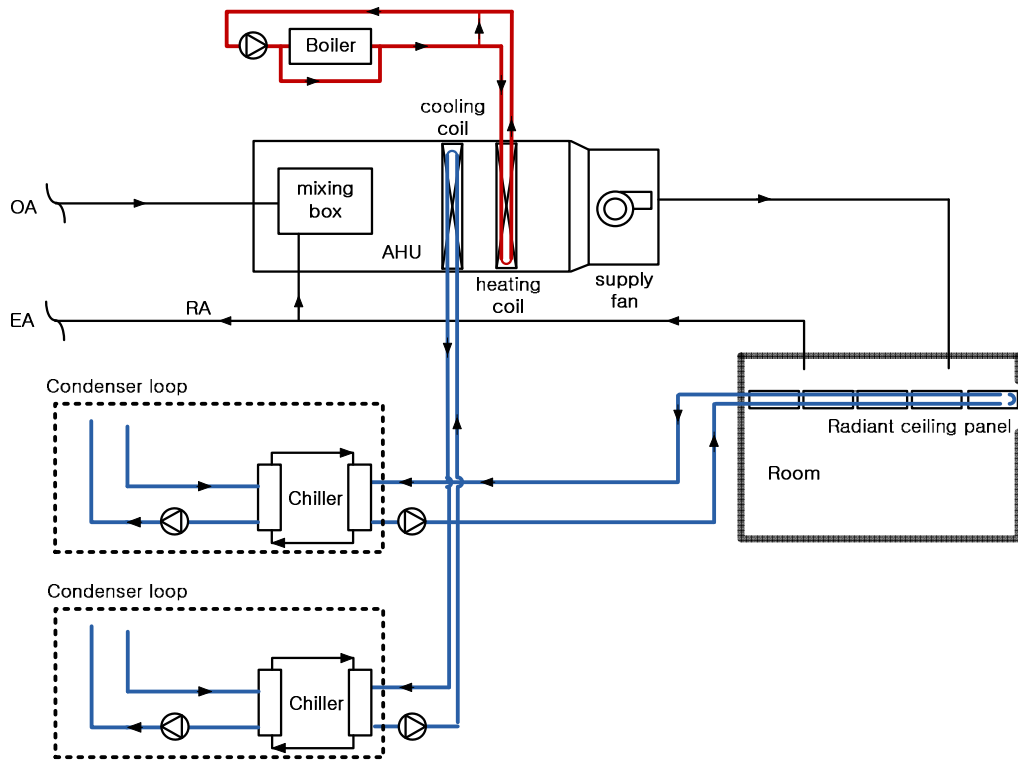 Boiler
cooling
coil
mixing
box
OA
AHU
heating
coil
supply
fan
RA
EA
Condenser loop
Radiant ceiling panel
Room
Chiller
Condenser loop
Chiller